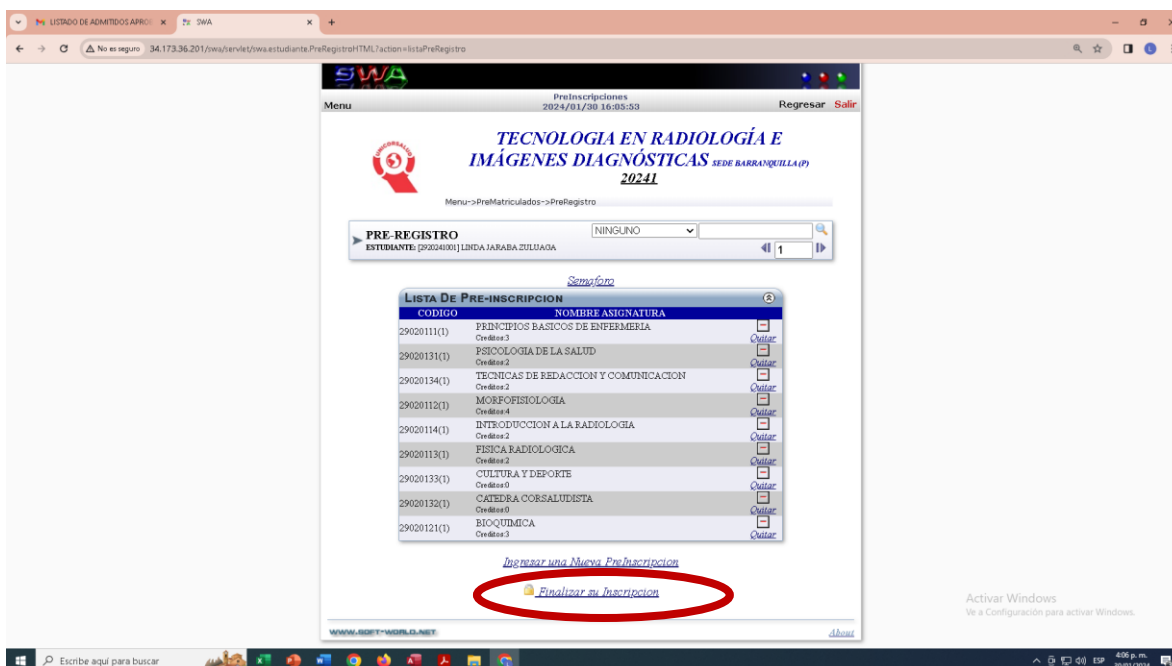 LISTADO DE ADMITIDOS APROB
SWA
No es seguro 34.173.36.201/swa/servlet/swa.estudiante.PreRegistroHTML?action=listaPreRegistro
SWA
Menu
PreInscripciones
2024/01/30 16:05:53
Regresar Salir
UNICORSALUD
TECNOLOGIA EN RADIOLOGÍA E
IMÁGENES DIAGNÓSTICAS SEDE BARRANQUILLA(P)
20241
Menu->PreMatriculados->PreRegistro
PRE-REGISTRO
ESTUDIANTE: [2920241001] LINDA JARABA ZULUAGA
NINGUNO
1
Semaforo
LISTA DE PRE-INSCRIPCION
CODIGO NOMBRE ASIGNATURA
29020111(1) PRINCIPIOS BASICOS DE ENFERMERIA
Creditos:3 Quitar
29020131(1) PSICOLOGIA DE LA SALUD
Creditos:2 Quitar
29020134(1) TECNICAS DE REDACCION Y COMUNICACION
Creditos:2 Quitar
29020112(1) MORFOFISIOLOGIA
Creditos:4 Quitar
29020114(1) INTRODUCCION A LA RADIOLOGIA
Creditos:2 Quitar
29020113(1) FISICA RADIOLOGICA
Creditos:2 Quitar
29020133(1) CULTURA Y DEPORTE
Creditos:0 Quitar
29020132(1) CATEDRA CORSALUDISTA
Creditos:0 Quitar
29020121(1) BIOQUIMICA
Creditos:3 Quitar
Ingresar una Nueva PreInscripcion
Finalizar su Inscripcion
WWW.SOFT-WORLD.NET
About
Activar Windows
Ve a Configuración para activar Windows.
Escribe aquí para buscar
ESP
4:06 p. m.
30/01/2024